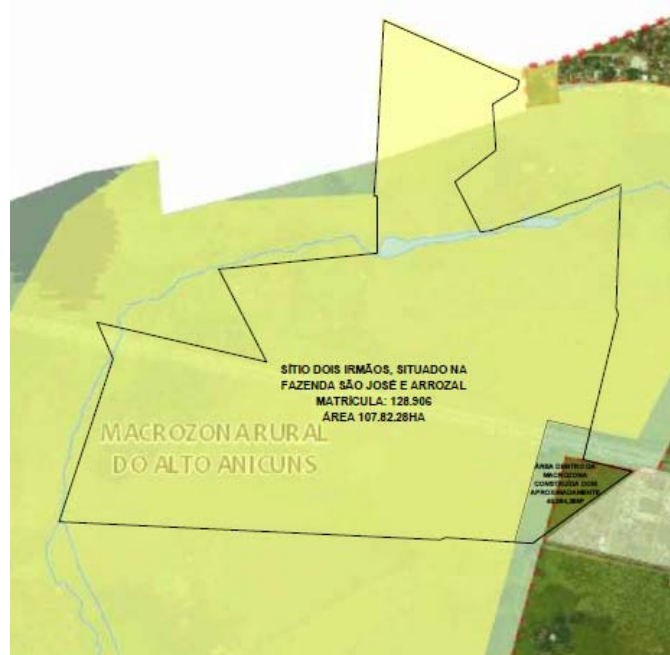 SÍTIO DOIS IRMÃOS, SITUADO NA
FAZENDA SÃO JOSÉ E ARROZAL
MATRÍCULA: 128.906
ÁREA 107.82.28HA
MACROZONA RURAL
DO ALTO ANICUNS
ÁREA DENTRO DA
MACROZONA
CONSTRUÍDA COM
APROXIMADAMENTE